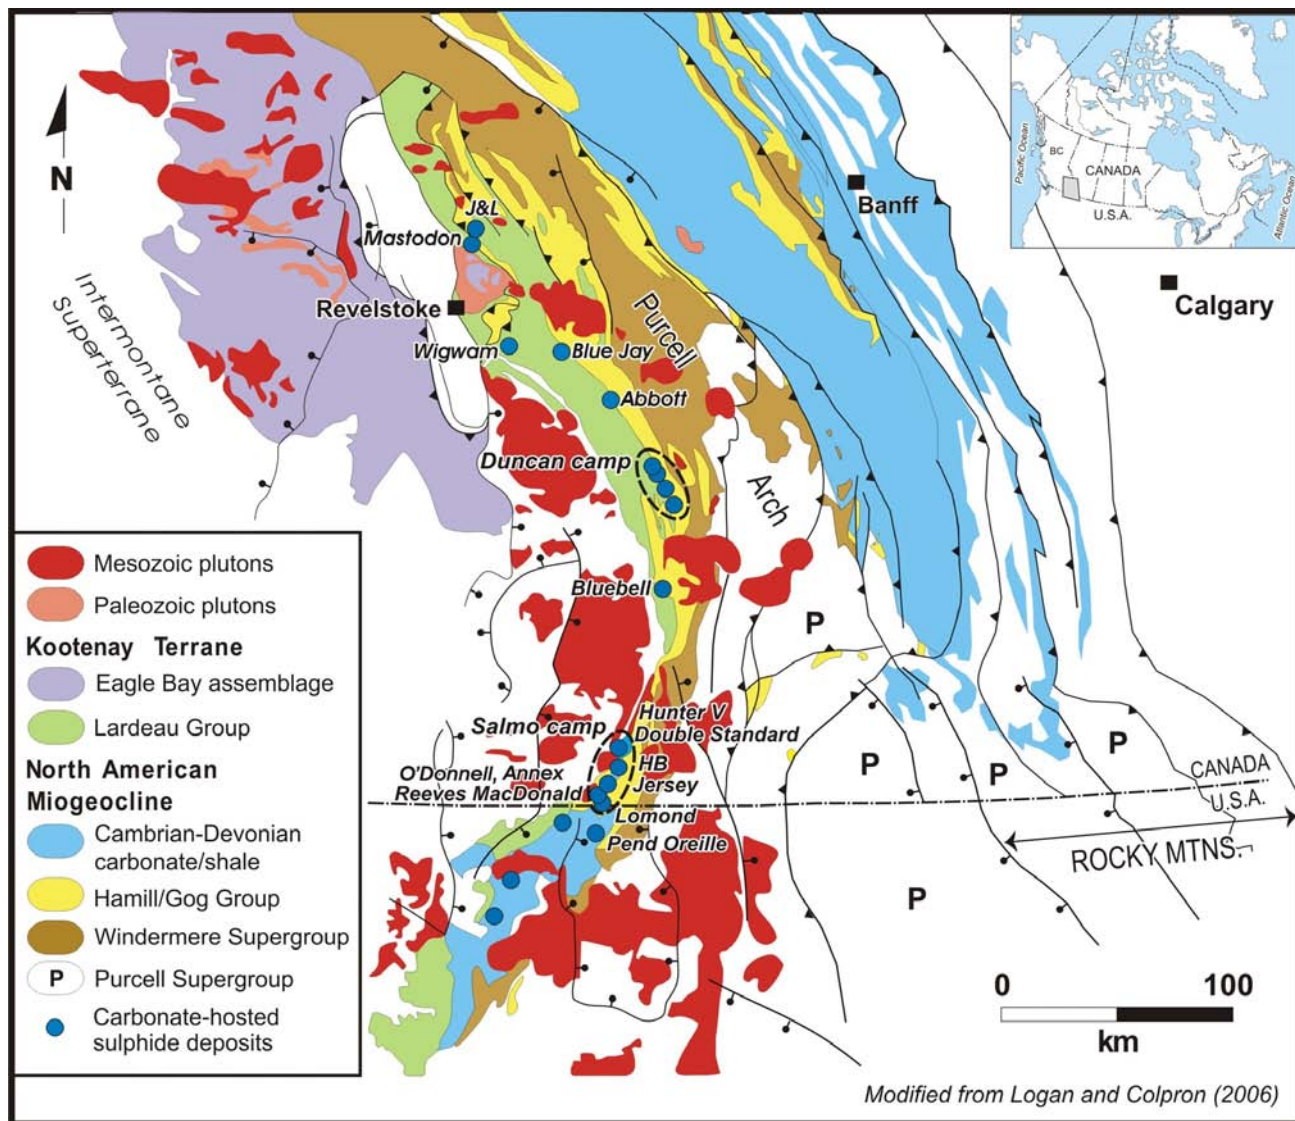 Pacific Ocean
BC
CANADA
U.S.A.
Atlantic Ocean
N
Banff
Calgary
J&L
Mastodon
Revelstoke
Intermontane
Superterrane
Purcell
Arch
Wigwam
Blue Jay
Abbott
Duncan camp
Bluebell
P
Salmo camp
Hunter V
Double Standard
HB
Jersey
O'Donnell, Annex
Reeves MacDonald
Lomond
Pend Oreille
P
P
P
CANADA
U.S.A.
ROCKY MTNS.
P
Mesozoic plutons
Paleozoic plutons
Kootenay Terrane
Eagle Bay assemblage
Lardeau Group
North American
Miogeocline
Cambrian-Devonian
carbonate/shale
Hamill/Gog Group
Windermere Supergroup
P Purcell Supergroup
Carbonate-hosted
sulphide deposits
0 100
km
Modified from Logan and Colpron (2006)